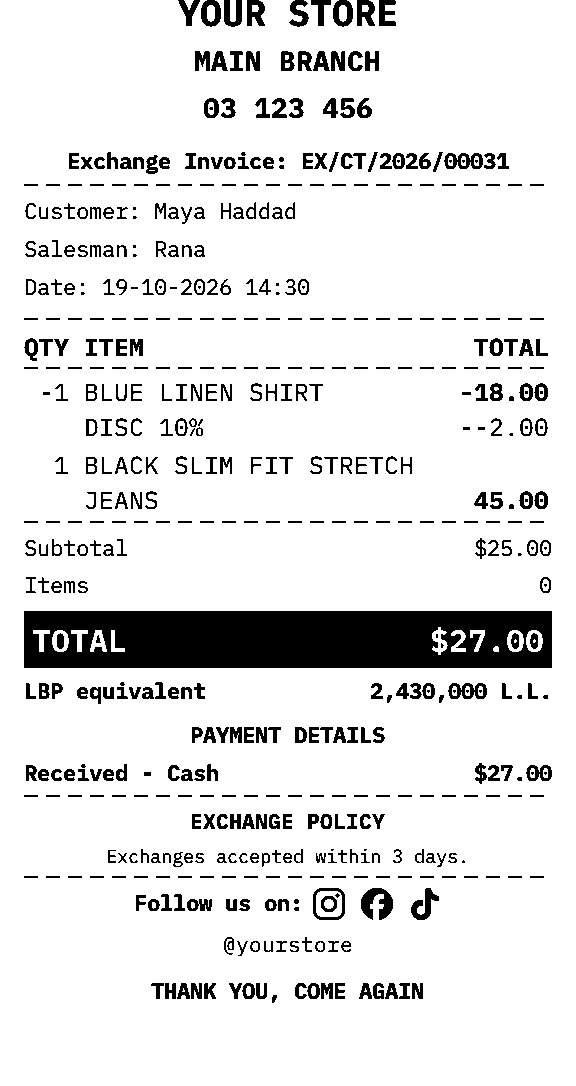 YOUR STORE
MAIN BRANCH
03 123 456
Exchange Invoice: EX/CT/2026/00031
Customer: Maya Haddad
Salesman: Rana
Date: 19-10-2026 14:30
QTY ITEM TOTAL
-1 BLUE LINEN SHIRT -18.00
DISC 10% --2.00
1 BLACK SLIM FIT STRETCH
JEANS 45.00
Subtotal $25.00
Items 0
TOTAL $27.00
LBP equivalent 2,430,000 L.L.
PAYMENT DETAILS
Received - Cash $27.00
EXCHANGE POLICY
Exchanges accepted within 3 days.
Follow us on:
@yourstore
THANK YOU, COME AGAIN